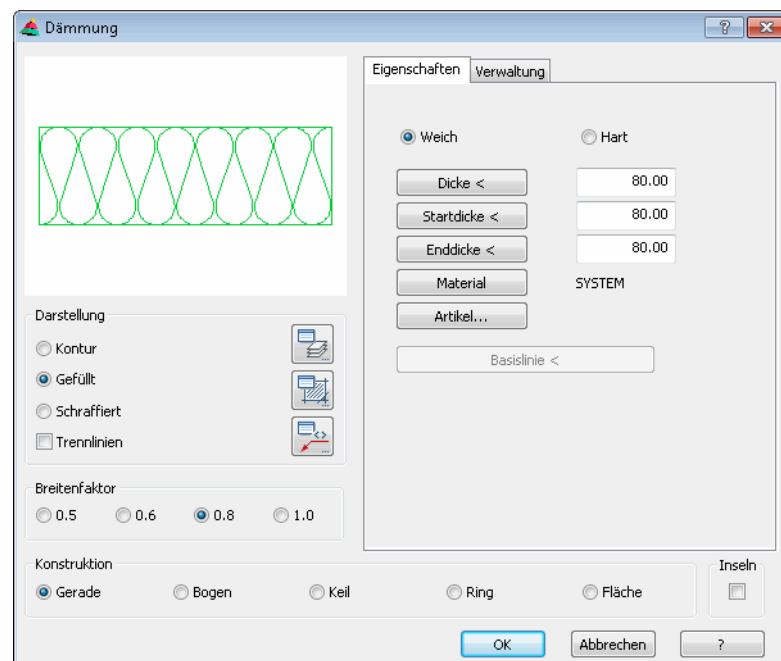 Dämmung
?
Eigenschaften Verwaltung
Weich Hart
Dicke < 80.00
Startdicke < 80.00
Enddicke < 80.00
Material SYSTEM
Artikel...
Basislinie <
Darstellung
Kontur
Gefüllt
Schraffiert
Trennlinien
Breitenfaktor
0.5 0.6 0.8 1.0
Konstruktion
Gerade Bogen Keil Ring Fläche
Inseln
OK Abbrechen ?